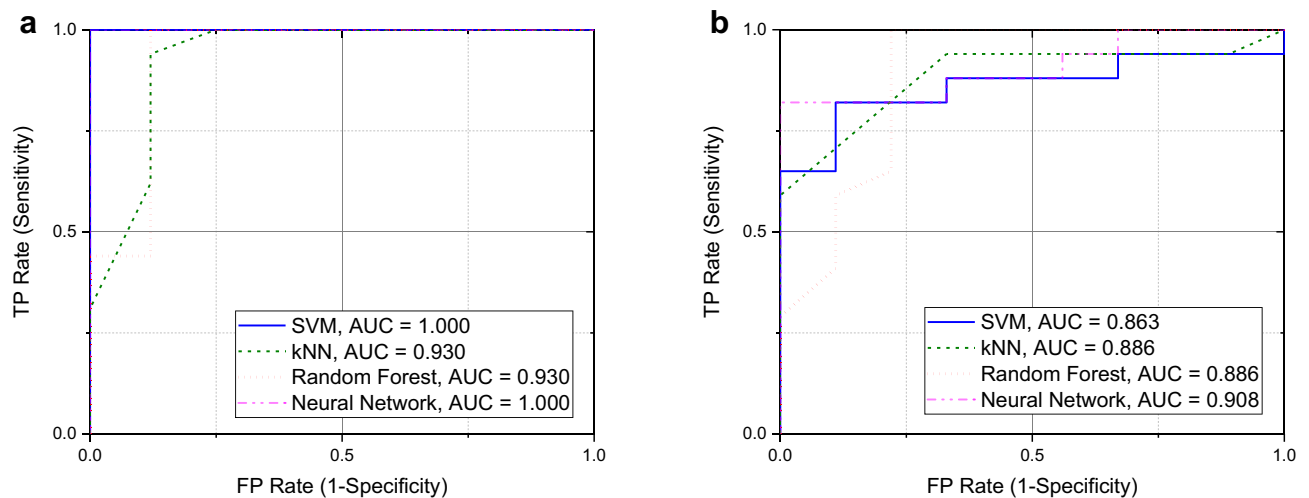 a
1.0
0.5
0.0
TP Rate (Sensitivity)
SVM, AUC = 1.000
kNN, AUC = 0.930
Random Forest, AUC = 0.930
Neural Network, AUC = 1.000
0.0 0.5 1.0
FP Rate (1-Specificity)
b
1.0
0.5
0.0
TP Rate (Sensitivity)
SVM, AUC = 0.863
kNN, AUC = 0.886
Random Forest, AUC = 0.886
Neural Network, AUC = 0.908
0.0 0.5 1.0
FP Rate (1-Specificity)